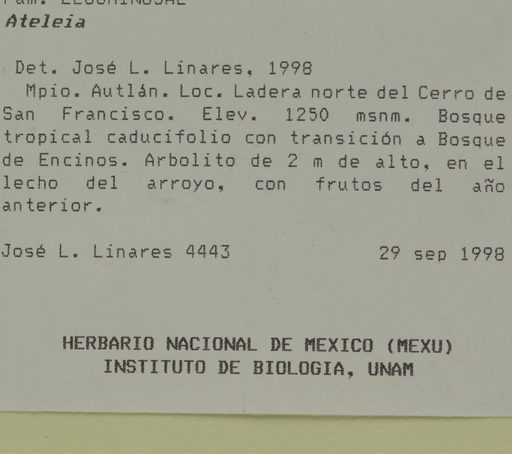 Fam. LEGUMINOSAE
Ateleia
Det. José L. Linares, 1998
Mpio. Autlán. Loc. Ladera norte del Cerro de
San Francisco. Elev. 1250 msnm. Bosque
tropical caducifolio con transición a Bosque
de Encinos. Arbolito de 2 m de alto, en el
lecho del arroyo, con frutos del año
anterior.
José L. Linares 4443 29 sep 1998
HERBARIO NACIONAL DE MEXICO (MEXU)
INSTITUTO DE BIOLOGIA, UNAM